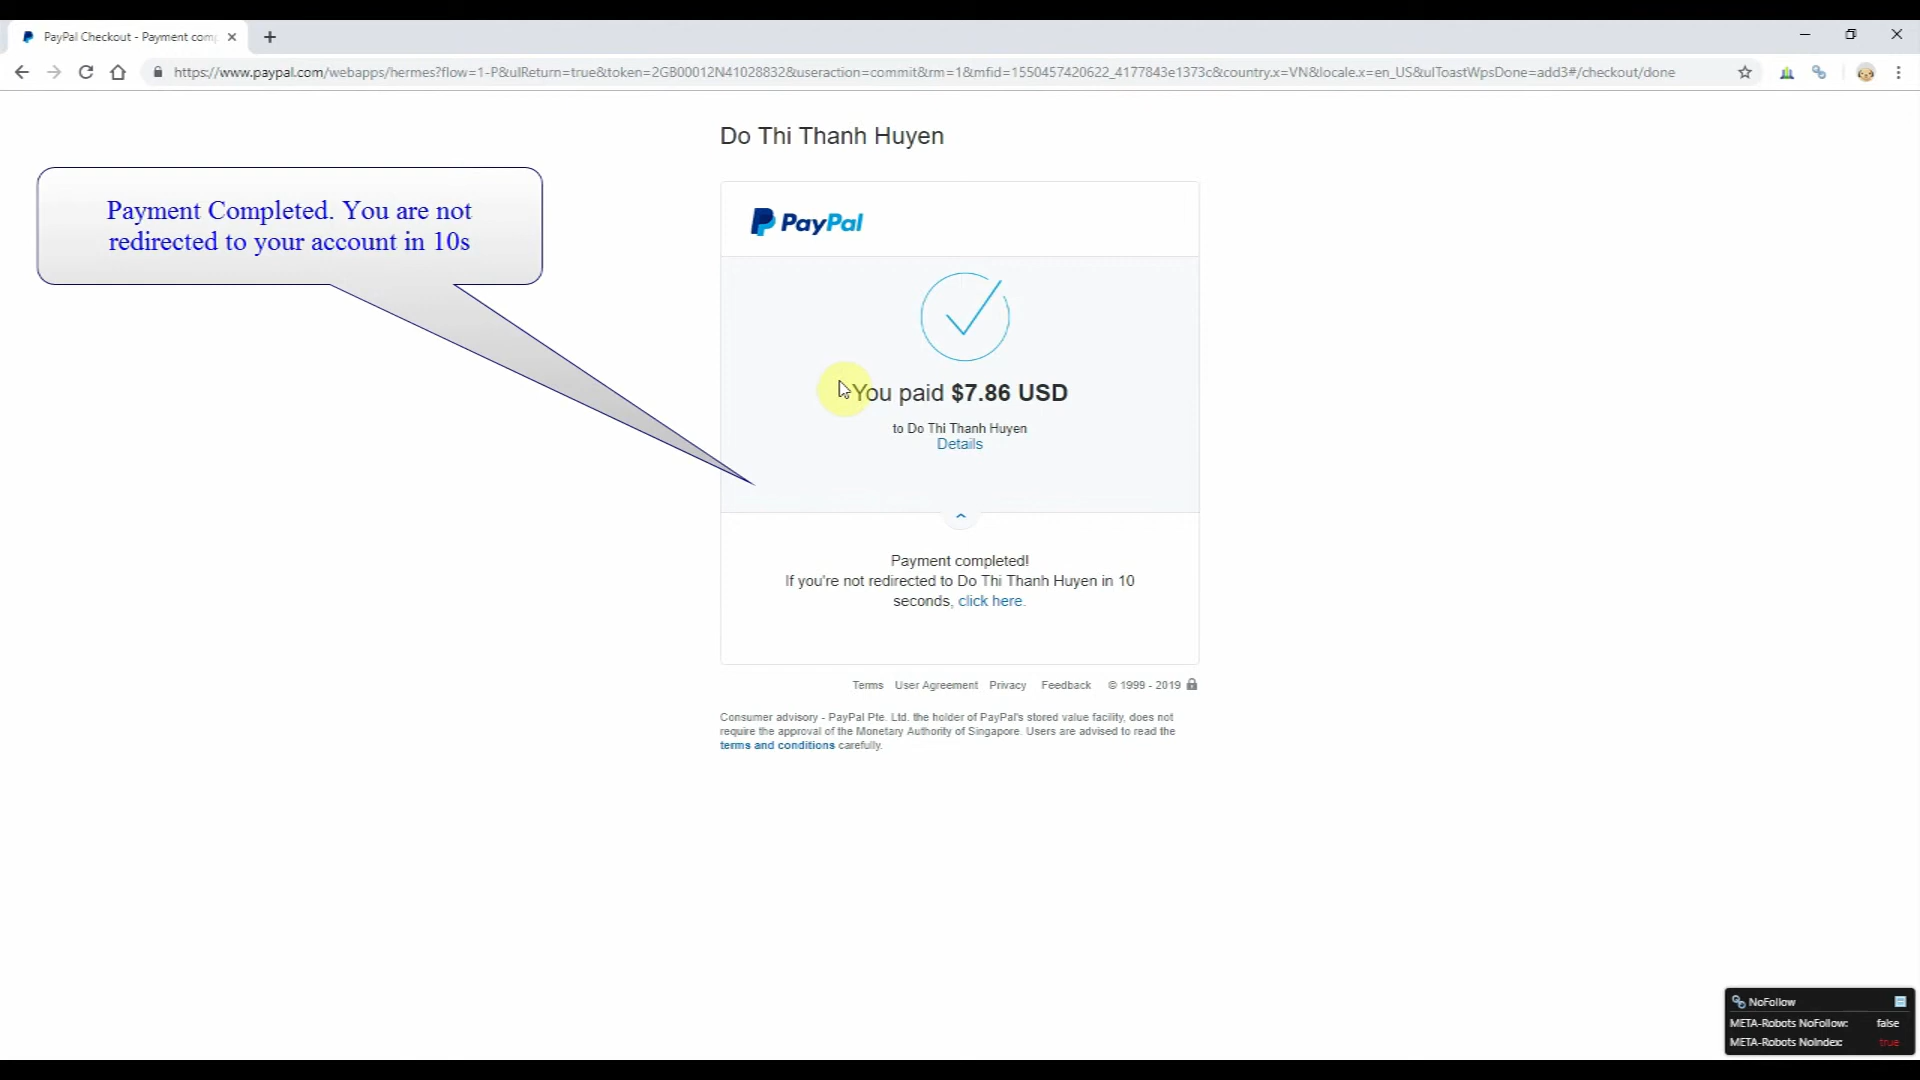 PayPal Checkout - Payment comp
https://www.paypal.com/webapps/hermes?flow=1-P&ulReturn=true&token=2GB00012N41028832&useraction=commit&rm=1&mfid=1550457420622_4177843e1373c&country.x=VN&locale.x=en_US&ulToastWpsDone=add3#/checkout/done
Do Thi Thanh Huyen
Payment Completed. You are not
redirected to your account in 10s
PayPal
You paid $7.86 USD
to Do Thi Thanh Huyen
Details
Payment completed!
If you're not redirected to Do Thi Thanh Huyen in 10
seconds, click here.
Terms User Agreement Privacy Feedback © 1999 - 2019
Consumer advisory - PayPal Pte. Ltd. the holder of PayPal's stored value facility, does not
require the approval of the Monetary Authority of Singapore. Users are advised to read the
terms and conditions carefully.
NoFollow
META-Robots NoFollow: false
META-Robots NoIndex: true